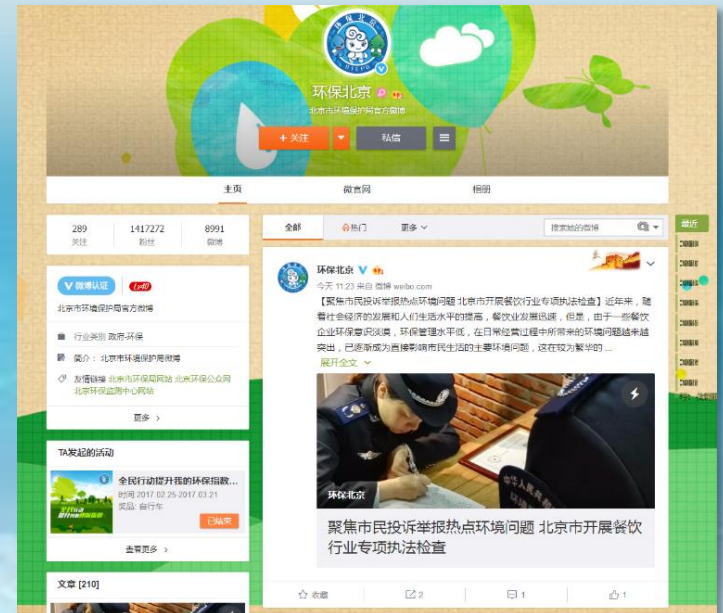 环保北京
北京市环境保护局官方微博
+ 关注
私信
主页
微官网
相册
289
1417272
8991
关注
粉丝
微博
V 微博认证
Lv40
北京市环境保护局官方微博
行业类别 政府-环保
简介： 北京市环境保护局微博
友情链接 北京市环保局网站 北京环保公众网
北京环保监测中心网站
更多 ›
TA发起的活动
全民行动提升我的环保指数...
时间:2017.02.25-2017.03.21
奖品: 自行车
已结束
查看更多 ›
文章 [210]
全部
热门
更多
搜索她的微博
最近
环保北京
今天 11:23 来自 微博 weibo.com
【聚焦市民投诉举报热点环境问题 北京市开展餐饮行业专项执法检查】近年来，随
着社会经济的发展和人们生活水平的提高，餐饮业发展迅速，但是，由于一些餐饮
企业环保意识淡漠，环保管理水平低，在日常经营过程中所带来的环境问题越来越
突出，已逐渐成为直接影响市民生活的主要环境问题，这在较为繁华的 ...
展开全文
环保北京
聚焦市民投诉举报热点环境问题 北京市开展餐饮
行业专项执法检查
收藏
2
1
1